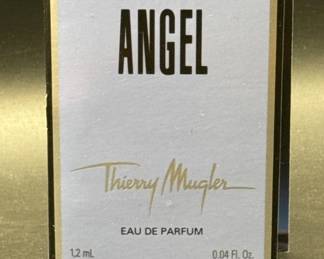 ANGEL
Thierry Mugler
EAU DE PARFUM
1.2 mL 0.04 Fl. Oz.